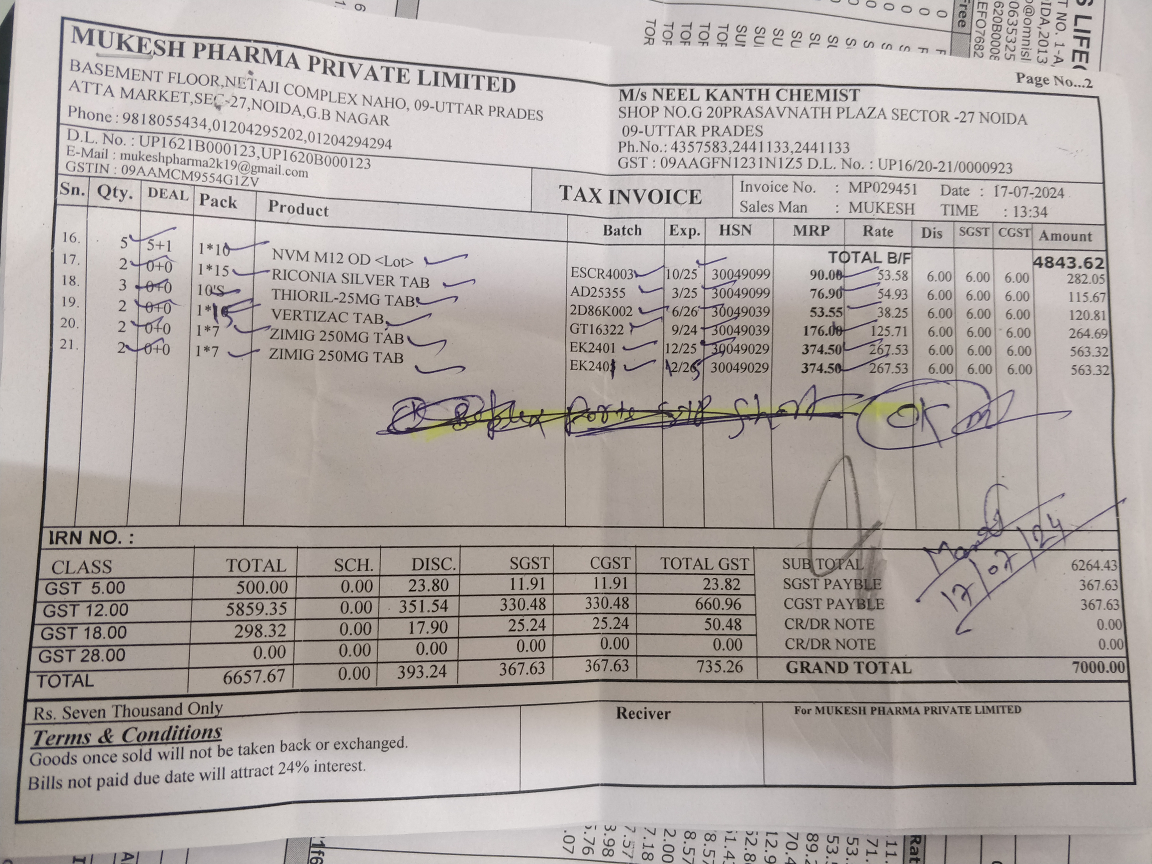 MUKESH PHARMA PRIVATE LIMITED
BASEMENT FLOOR,NETAJI COMPLEX NAHO, 09-UTTAR PRADES
ATTA MARKET,SEC-27,NOIDA,G.B NAGAR
Phone : 9818055434,01204295202,01204294294
D.L. No. : UP1621B000123,UP1620B000123
E-Mail : mukeshpharma2k19@gmail.com
GSTIN : 09AAMCM9554G1ZV
Page No...2
M/s NEEL KANTH CHEMIST
SHOP NO.G 20PRASAVNATH PLAZA SECTOR -27 NOIDA
09-UTTAR PRADES
Ph.No.: 4357583,2441133,2441133
GST : 09AAGFN1231N1Z5 D.L. No. : UP16/20-21/0000923
TAX INVOICE
Invoice No. : MP029451 Date : 17-07-2024
Sales Man : MUKESH TIME : 13:34
Sn. Qty. DEAL Pack Product Batch Exp. HSN MRP Rate Dis SGST CGST Amount
TOTAL B/F 4843.62
16. 5 5+1 1*10 NVM M12 OD <Lot> ESCR4003 10/25 30049099 90.00 53.58 6.00 6.00 6.00 282.05
17. 2 0+0 1*15 RICONIA SILVER TAB AD25355 3/25 30049099 76.90 54.93 6.00 6.00 6.00 115.67
18. 3 0+0 10'S THIORIL-25MG TAB 2D86K002 6/26 30049039 53.55 38.25 6.00 6.00 6.00 120.81
19. 2 0+0 1*15 VERTIZAC TAB GT16322 9/24 30049039 176.00 125.71 6.00 6.00 6.00 264.69
20. 2 0+0 1*7 ZIMIG 250MG TAB EK2401 12/25 30049029 374.50 267.53 6.00 6.00 6.00 563.32
21. 2 0+0 1*7 ZIMIG 250MG TAB EK2401 12/25 30049029 374.50 267.53 6.00 6.00 6.00 563.32
short OK
17/07/24
IRN NO. :
CLASS TOTAL SCH. DISC. SGST CGST TOTAL GST
GST 5.00 500.00 0.00 23.80 11.91 11.91 23.82
GST 12.00 5859.35 0.00 351.54 330.48 330.48 660.96
GST 18.00 298.32 0.00 17.90 25.24 25.24 50.48
GST 28.00 0.00 0.00 0.00 0.00 0.00 0.00
TOTAL 6657.67 0.00 393.24 367.63 367.63 735.26
SUB TOTAL 6264.43
SGST PAYBLE 367.63
CGST PAYBLE 367.63
CR/DR NOTE 0.00
CR/DR NOTE 0.00
GRAND TOTAL 7000.00
Rs. Seven Thousand Only
Terms & Conditions
Goods once sold will not be taken back or exchanged.
Bills not paid due date will attract 24% interest.
Reciver
For MUKESH PHARMA PRIVATE LIMITED